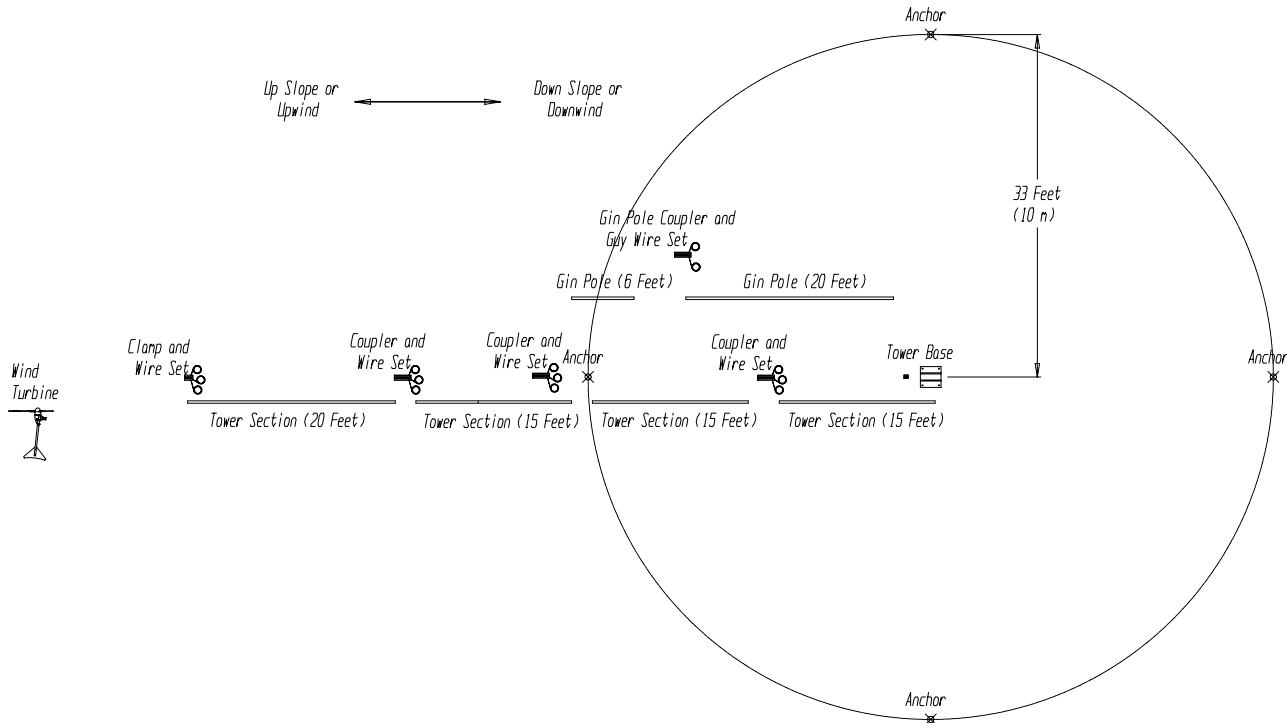 Anchor
Up Slope or
Upwind
Down Slope or
Downwind
33 Feet
(10 m)
Gin Pole Coupler and
Guy Wire Set
Gin Pole (6 Feet)
Gin Pole (20 Feet)
Clamp and
Wire Set
Coupler and
Wire Set
Coupler and
Wire Set
Anchor
Coupler and
Wire Set
Tower Base
Anchor
Wind
Turbine
Tower Section (20 Feet)
Tower Section (15 Feet)
Tower Section (15 Feet)
Tower Section (15 Feet)
Anchor